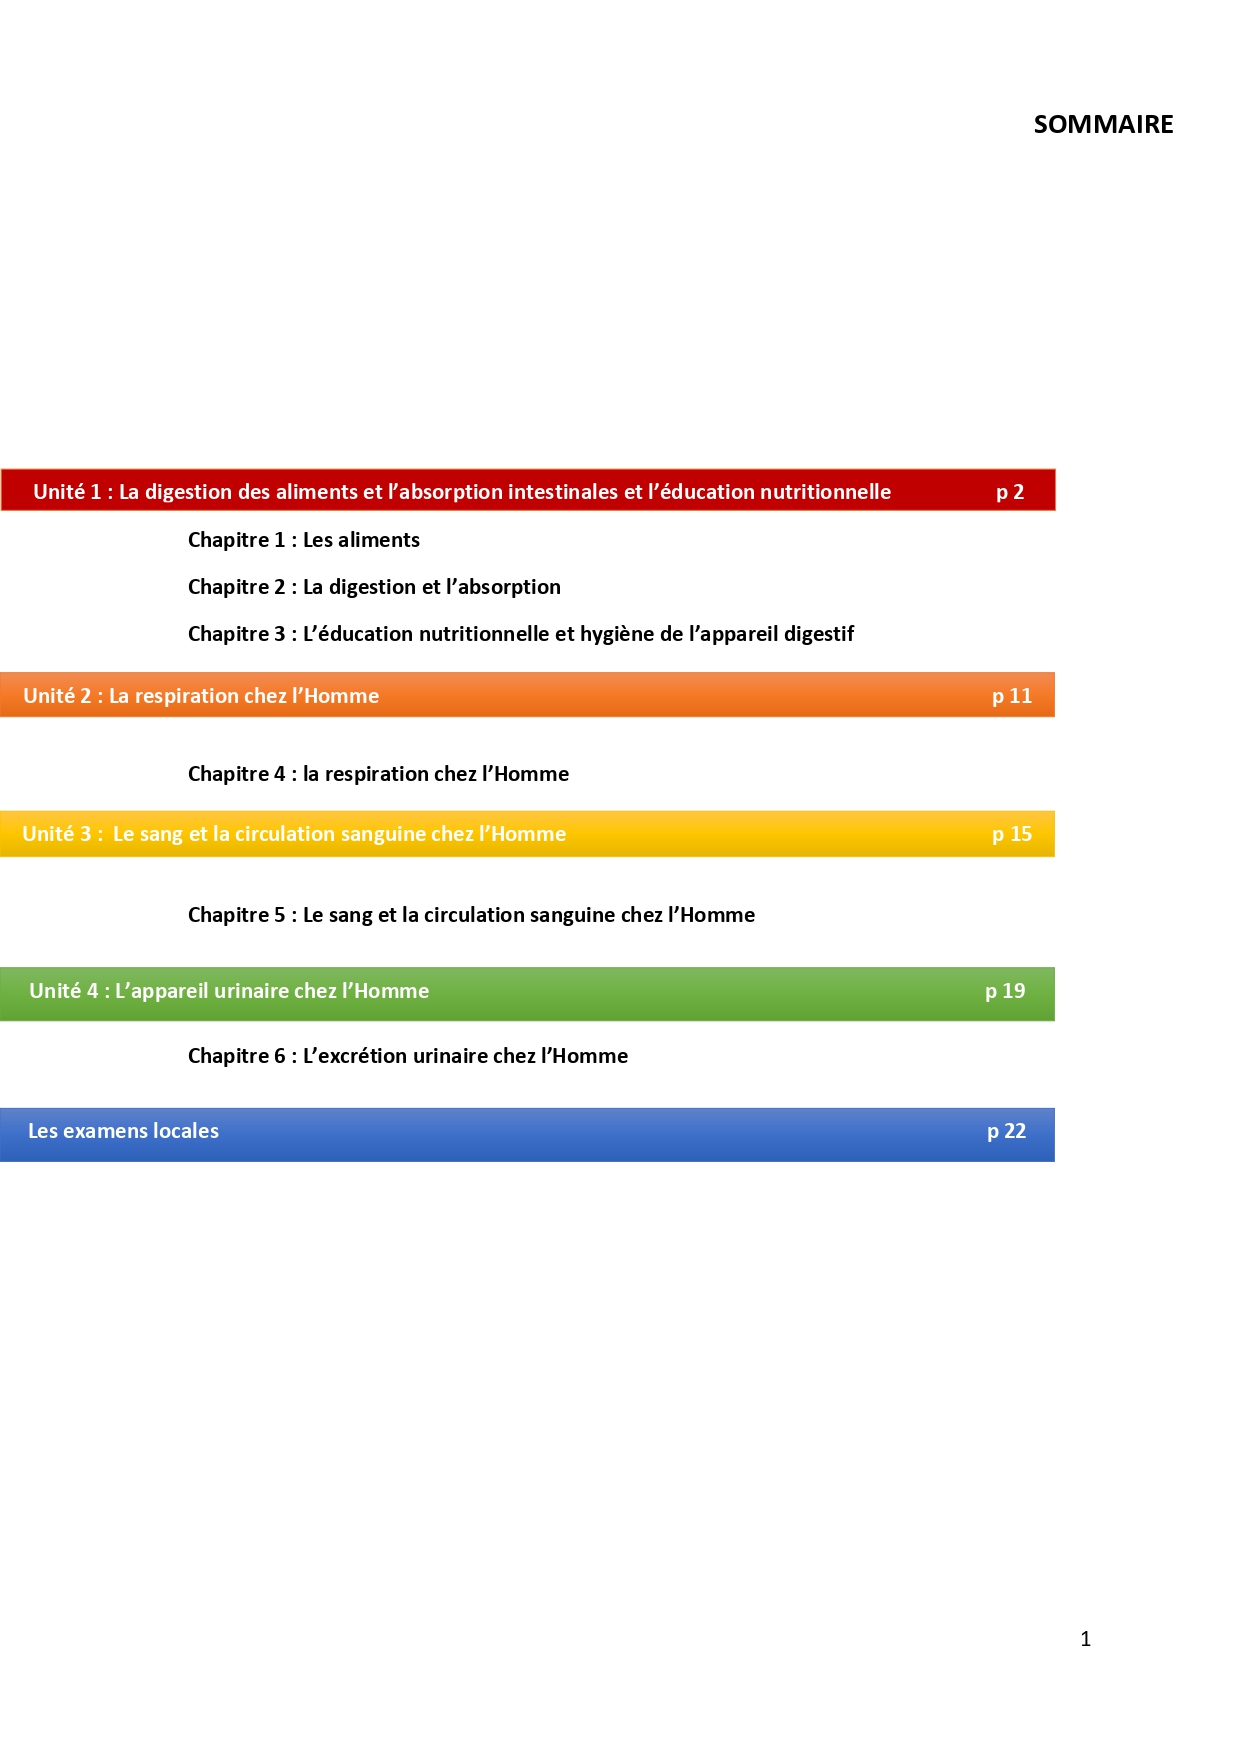 SOMMAIRE
Unité 1 : La digestion des aliments et l’absorption intestinales et l’éducation nutritionnelle p 2
Chapitre 1 : Les aliments
Chapitre 2 : La digestion et l’absorption
Chapitre 3 : L’éducation nutritionnelle et hygiène de l’appareil digestif
Unité 2 : La respiration chez l’Homme p 11
Chapitre 4 : la respiration chez l’Homme
Unité 3 : Le sang et la circulation sanguine chez l’Homme p 15
Chapitre 5 : Le sang et la circulation sanguine chez l’Homme
Unité 4 : L’appareil urinaire chez l’Homme p 19
Chapitre 6 : L’excrétion urinaire chez l’Homme
Les examens locales p 22
1